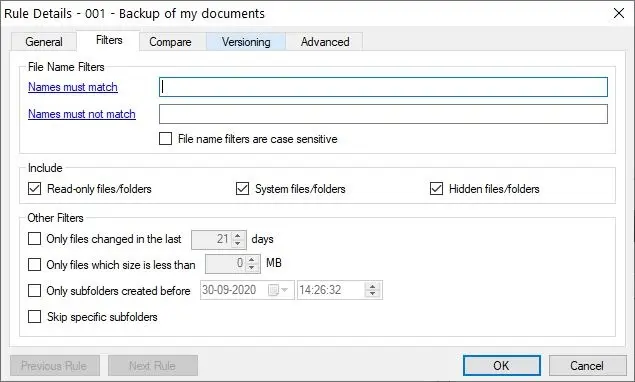 Rule Details - 001 - Backup of my documents
General Filters Compare Versioning Advanced
File Name Filters
Names must match
Names must not match
File name filters are case sensitive
Include
Read-only files/folders System files/folders Hidden files/folders
Other Filters
Only files changed in the last 21 days
Only files which size is less than 0 MB
Only subfolders created before 30-09-2020 14:26:32
Skip specific subfolders
Previous Rule Next Rule OK Cancel